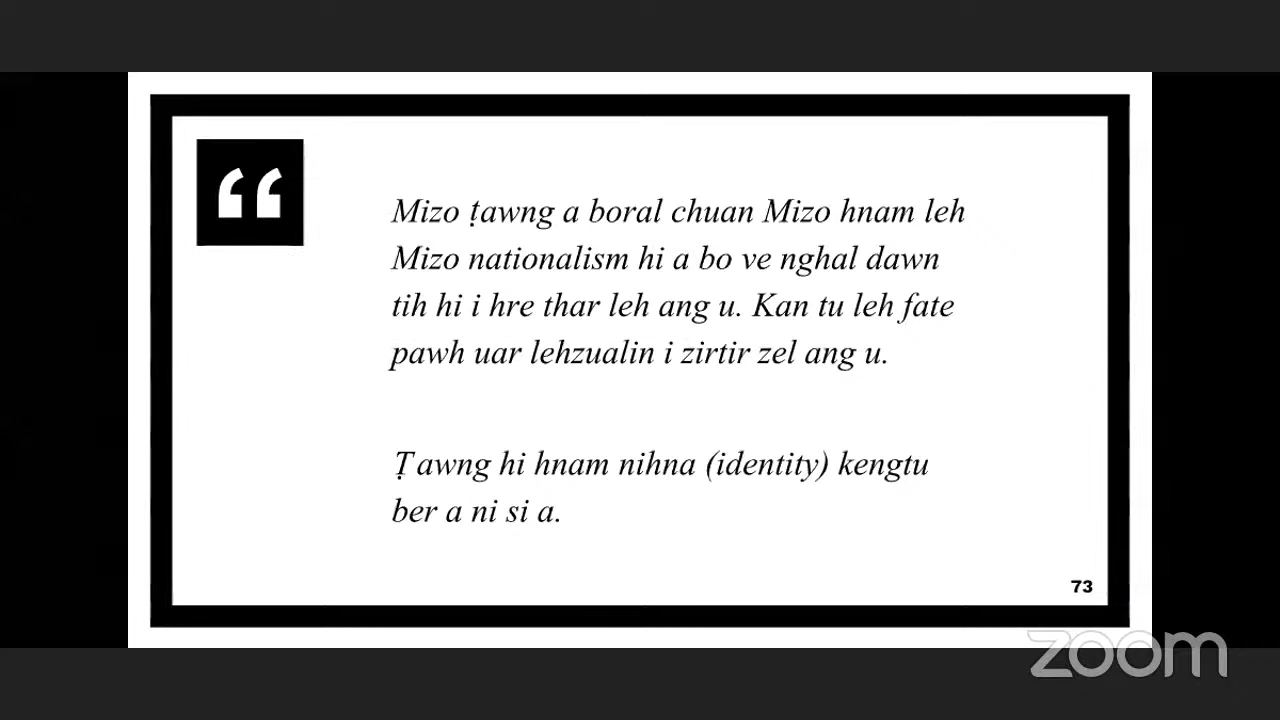 Mizo ṭawng a boral chuan Mizo hnam leh
Mizo nationalism hi a bo ve nghal dawn
tih hi i hre thar leh ang u. Kan tu leh fate
pawh uar lehzualin i zirtir zel ang u.
Ṭawng hi hnam nihna (identity) kengtu
ber a ni si a.
73
zoom